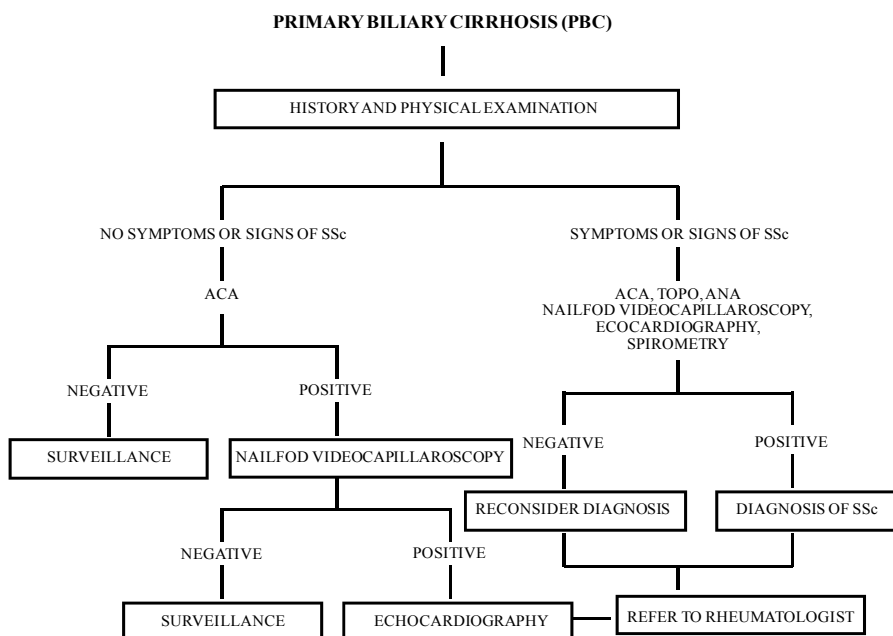 PRIMARY BILIARY CIRRHOSIS (PBC)
HISTORY AND PHYSICAL EXAMINATION
NO SYMPTOMS OR SIGNS OF SSc
SYMPTOMS OR SIGNS OF SSc
ACA
ACA, TOPO, ANA
NAILFOD VIDEOCAPILLAROSCOPY,
ECOCARDIOGRAPHY,
SPIROMETRY
NEGATIVE
POSITIVE
NEGATIVE
POSITIVE
SURVEILLANCE
NAILFOD VIDEOCAPILLAROSCOPY
RECONSIDER DIAGNOSIS
DIAGNOSIS OF SSc
NEGATIVE
POSITIVE
SURVEILLANCE
ECHOCARDIOGRAPHY
REFER TO RHEUMATOLOGIST